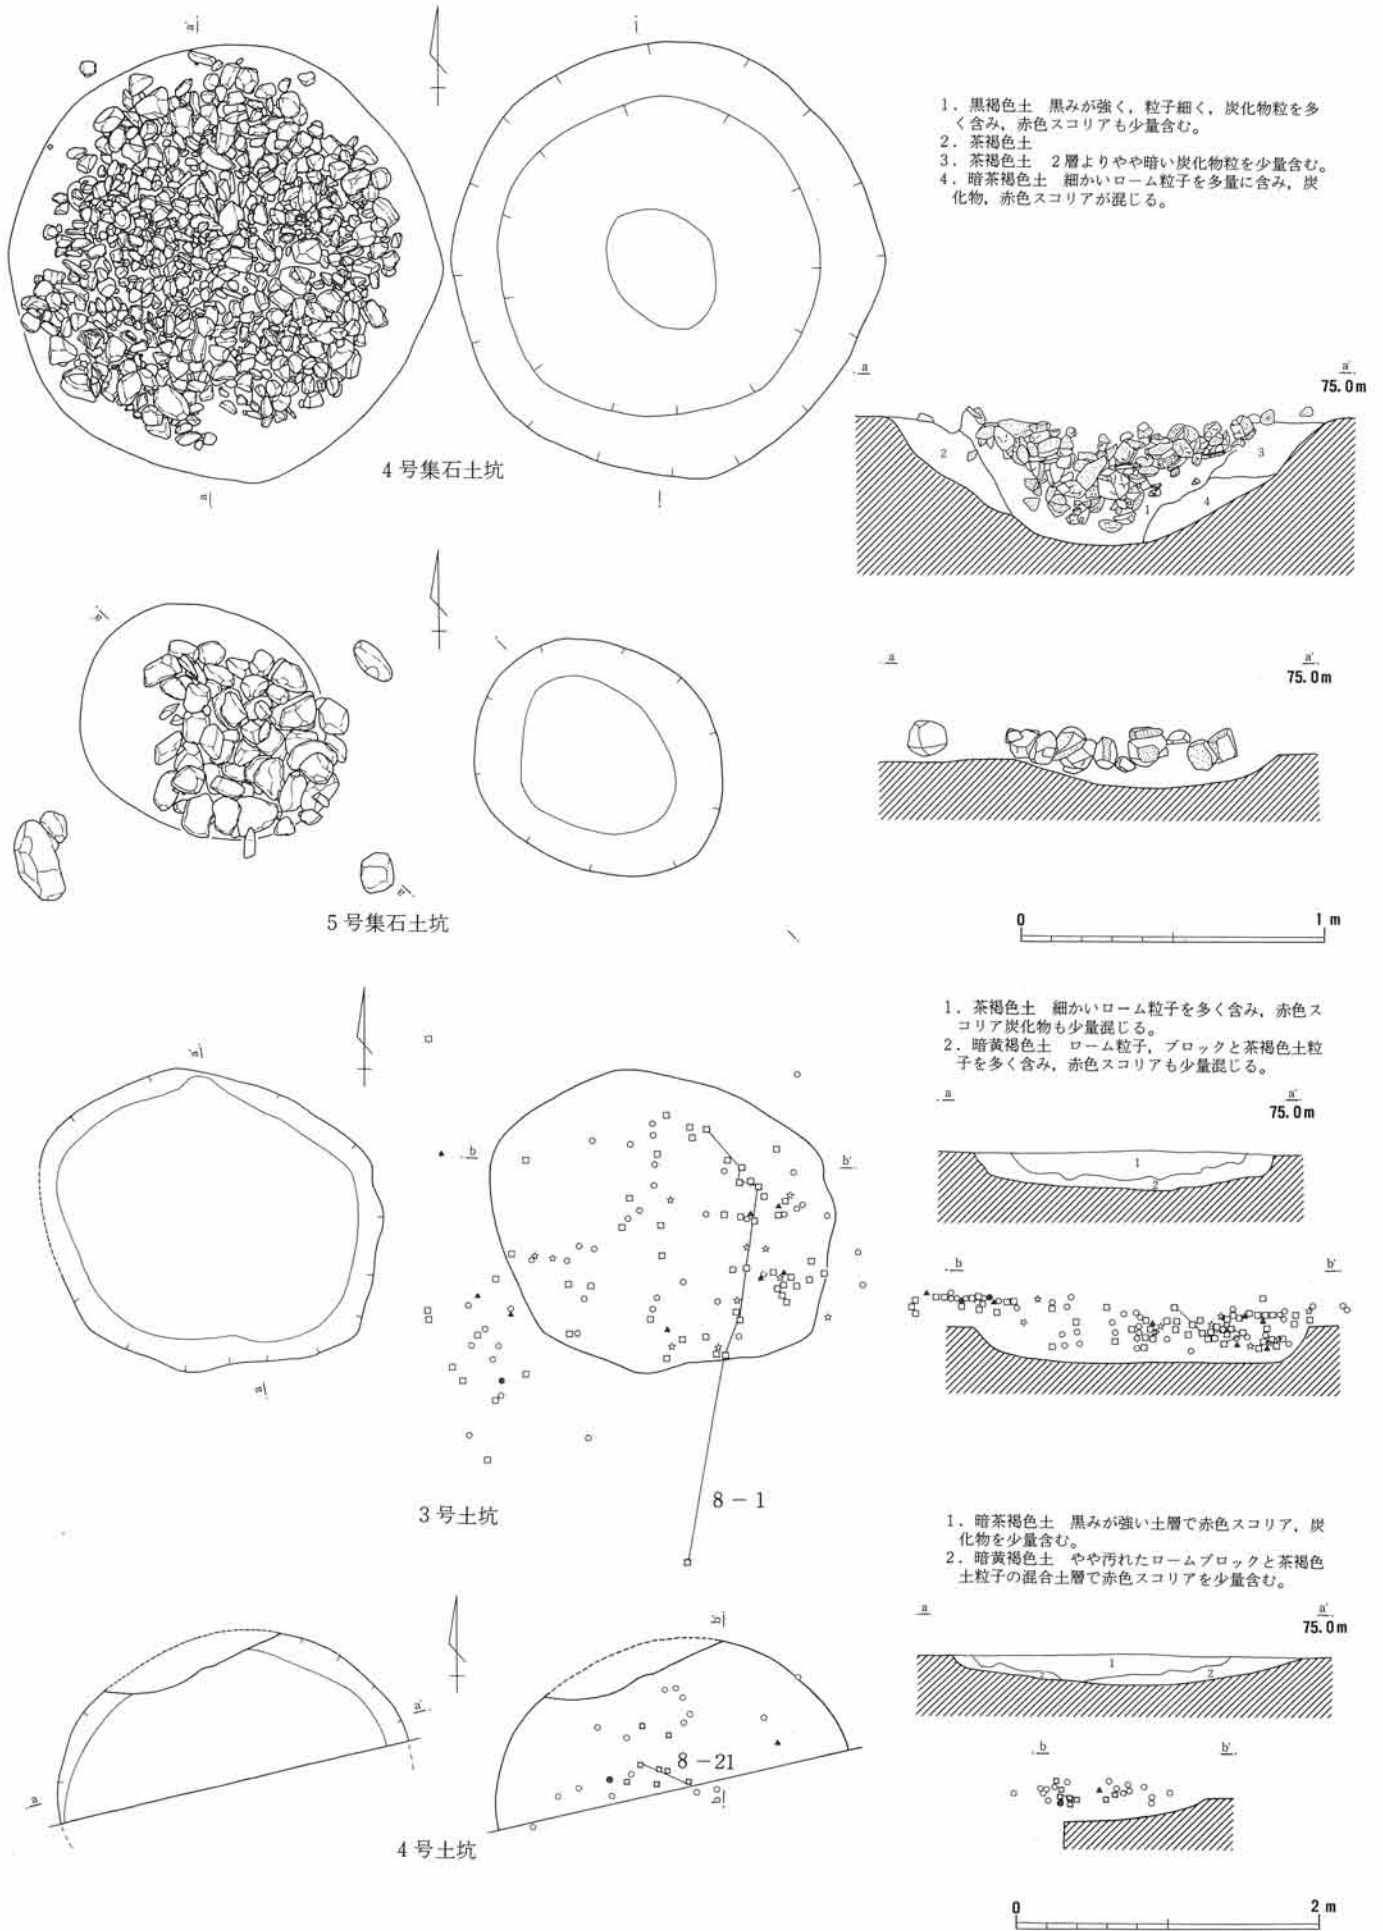 a'
1．黒褐色土　黒みが強く，粒子細く，炭化物粒を多
く含み，赤色スコリアも少量含む。
2．茶褐色土
3．茶褐色土　2層よりやや暗い炭化物粒を少量含む。
4．暗茶褐色土　細かいローム粒子を多量に含み，炭
化物，赤色スコリアが混じる。
a
a'
75.0m
2
3
1
4
4号集石土坑
a
a'
a
a'
75.0m
a
5号集石土坑
0
1 m
1．茶褐色土　細かいローム粒子を多く含み，赤色ス
コリア炭化物も少量混じる。
2．暗黄褐色土　ローム粒子，ブロックと茶褐色土粒
子を多く含み，赤色スコリアも少量混じる。
a'
a
a'
75.0m
1
2
b
b'
b
b'
a
8－1
3号土坑
1．暗茶褐色土　黒みが強い土層で赤色スコリア，炭
化物を少量含む。
2．暗黄褐色土　やや汚れたロームブロックと茶褐色
土粒子の混合土層で赤色スコリアを少量含む。
a
a'
75.0m
b'
1
2
2
a'
b
b'
8－21
a
b
4号土坑
0
2 m